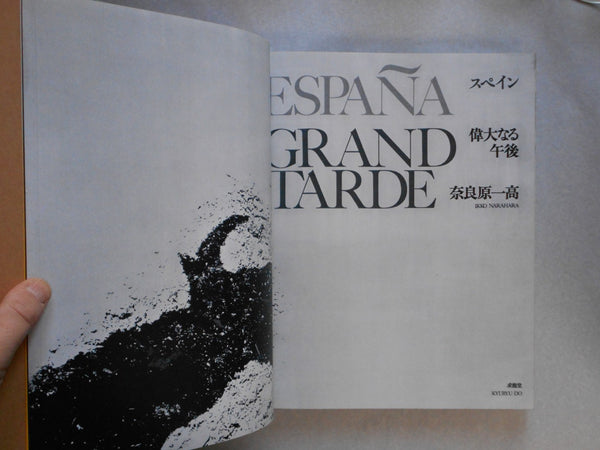 ESPAÑA
スペイン
GRAND
TARDE
偉大なる
午後
奈良原一高
IKKO NARAHARA
求龍堂
KYURYU-DO